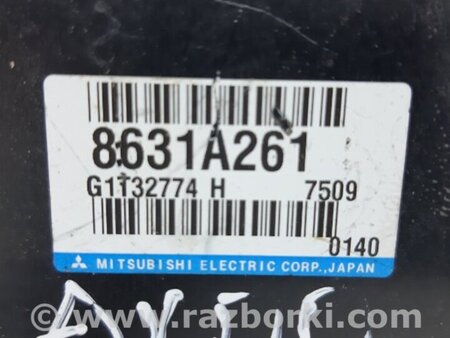 8631A261
G1T32774 H 7509
0140
MITSUBISHI ELECTRIC CORP., JAPAN
© www.razborki.com